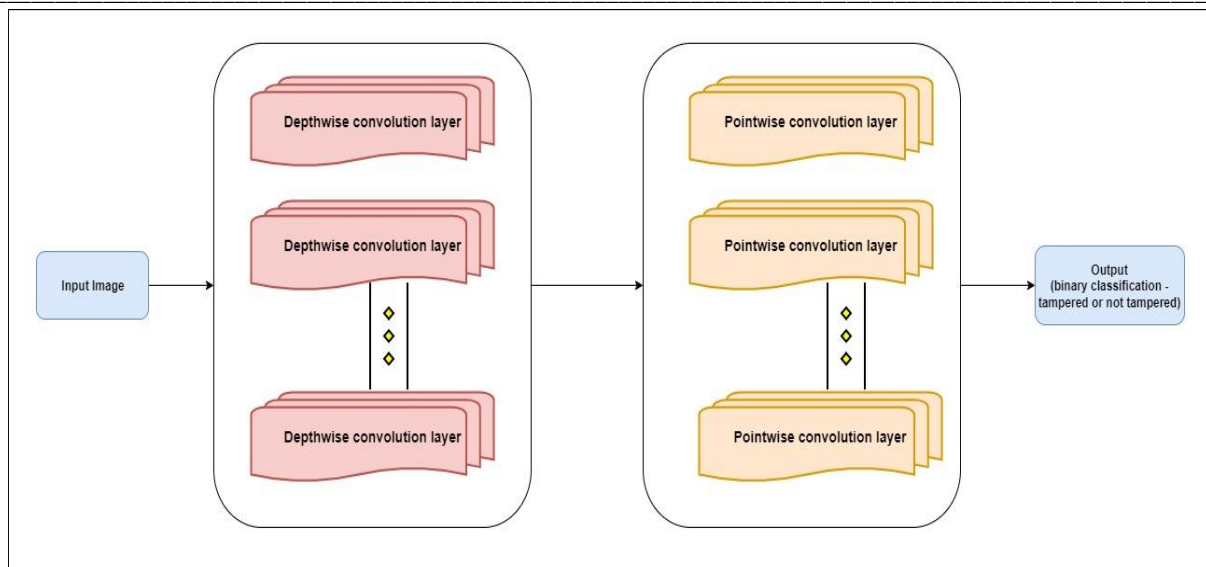 Input Image
Depthwise convolution layer
Depthwise convolution layer
Depthwise convolution layer
Pointwise convolution layer
Pointwise convolution layer
Pointwise convolution layer
Output
(binary classification -
tampered or not tampered)